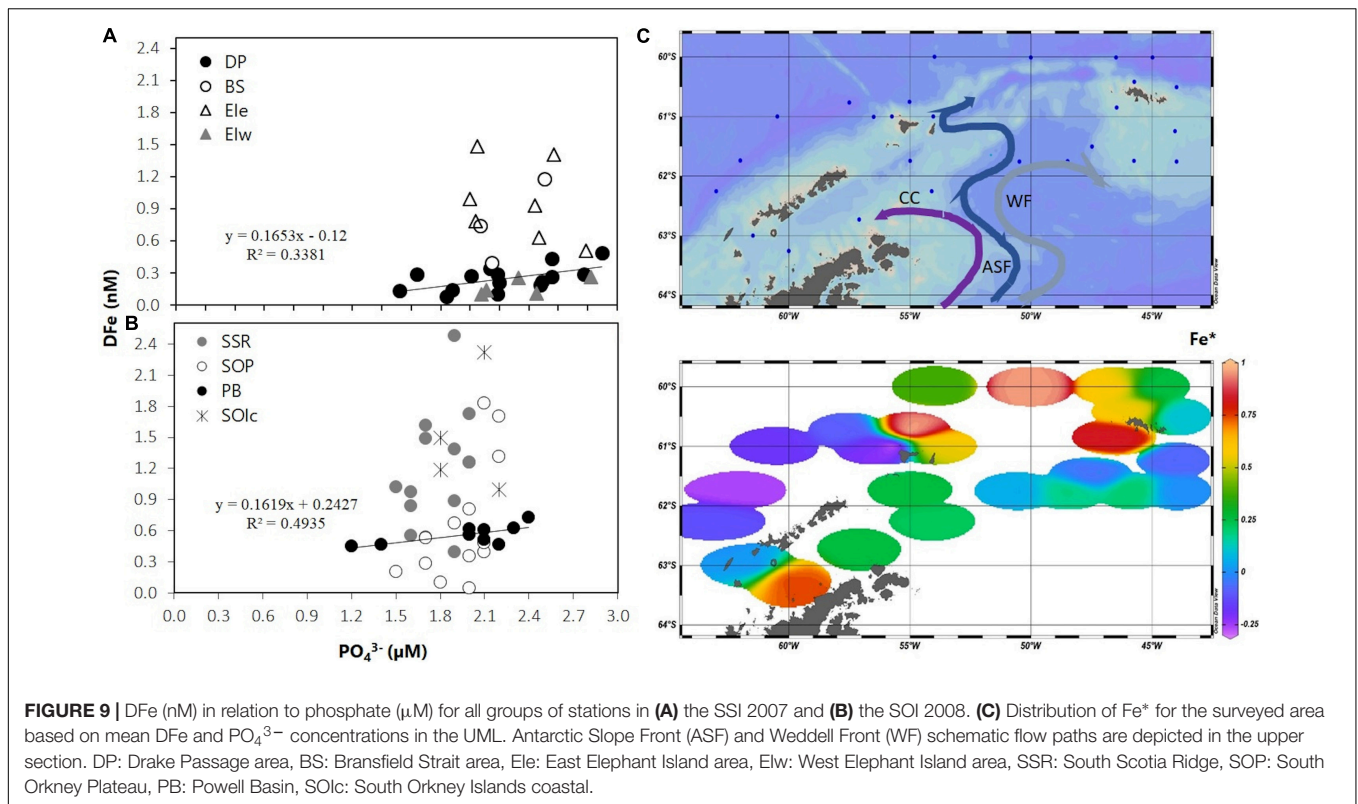 A
2.4
2.1
1.8
1.5
1.2
0.9
0.6
0.3
0.0
DP
BS
EIe
EIw
y = 0.1653x - 0.12
R² = 0.3381
DFe (nM)
B
2.4
2.1
1.8
1.5
1.2
0.9
0.6
0.3
0.0
SSR
SOP
PB
SOIc
y = 0.1619x + 0.2427
R² = 0.4935
0.0 0.3 0.6 0.9 1.2 1.5 1.8 2.1 2.4 2.7 3.0
PO₄³⁻ (µM)
C
60°S
61°S
62°S
63°S
64°S
CC
WF
ASF
60°W 55°W 50°W 45°W
Ocean Data View
Fe*
60°S
61°S
62°S
63°S
64°S
60°W 55°W 50°W 45°W
Ocean Data View
1
0.75
0.5
0.25
0
-0.25
FIGURE 9 | DFe (nM) in relation to phosphate (µM) for all groups of stations in (A) the SSI 2007 and (B) the SOI 2008. (C) Distribution of Fe* for the surveyed area
based on mean DFe and PO₄³⁻ concentrations in the UML. Antarctic Slope Front (ASF) and Weddell Front (WF) schematic flow paths are depicted in the upper
section. DP: Drake Passage area, BS: Bransfield Strait area, EIe: East Elephant Island area, EIw: West Elephant Island area, SSR: South Scotia Ridge, SOP: South
Orkney Plateau, PB: Powell Basin, SOIc: South Orkney Islands coastal.